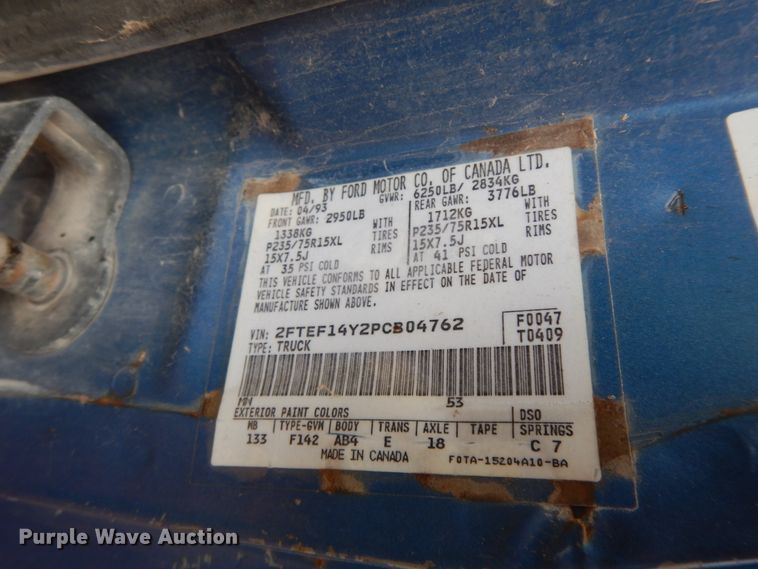 MFD. BY FORD MOTOR CO. OF CANADA LTD.
DATE: 04/93 GVWR: 6250LB/ 2834KG
FRONT GAWR: 2950LB REAR GAWR: 3776LB
1338KG WITH 1712KG WITH
P235/75R15XL TIRES P235/75R15XL TIRES
15X7.5J RIMS 15X7.5J RIMS
AT 35 PSI COLD AT 41 PSI COLD
THIS VEHICLE CONFORMS TO ALL APPLICABLE FEDERAL MOTOR
VEHICLE SAFETY STANDARDS IN EFFECT ON THE DATE OF
MANUFACTURE SHOWN ABOVE.
VIN: 2FTEF14Y2PCB04762 F0047
TYPE: TRUCK T0409
MW 53
EXTERIOR PAINT COLORS DSO
WB TYPE-GVW BODY TRANS AXLE TAPE SPRINGS
133 F142 AB4 E 18 C 7
MADE IN CANADA F0TA-15204A10-BA
Purple Wave Auction®